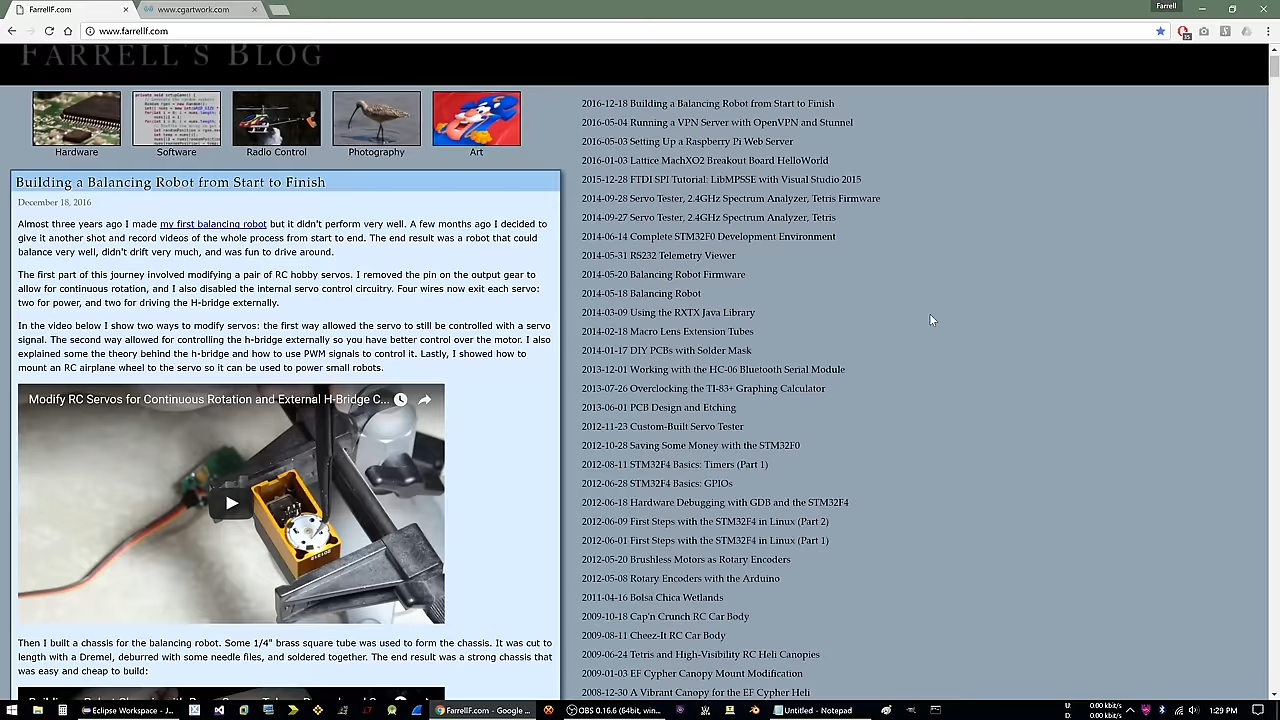 FarrellF.com
www.cgartwork.com
Farrell
www.farrellf.com
FARRELL'S BLOG
Hardware
Software
Radio Control
Photography
Art
Building a Balancing Robot from Start to Finish
December 18, 2016
Almost three years ago I made my first balancing robot but it didn't perform very well. A few months ago I decided to
give it another shot and record videos of the whole process from start to end. The end result was a robot that could
balance very well, didn't drift very much, and was fun to drive around.
The first part of this journey involved modifying a pair of RC hobby servos. I removed the pin on the output gear to
allow for continuous rotation, and I also disabled the internal servo control circuitry. Four wires now exit each servo:
two for power, and two for driving the H-bridge externally.
In the video below I show two ways to modify servos: the first way allowed the servo to still be controlled with a servo
signal. The second way allowed for controlling the h-bridge externally so you have better control over the motor. I also
explained some the theory behind the h-bridge and how to use PWM signals to control it. Lastly, I showed how to
mount an RC airplane wheel to the servo so it can be used to power small robots.
Modify RC Servos for Continuous Rotation and External H-Bridge C...
Then I built a chassis for the balancing robot. Some 1/4" brass square tube was used to form the chassis. It was cut to
length with a Dremel, deburred with some needle files, and soldered together. The end result was a strong chassis that
was easy and cheap to build:
2016-12-18 Building a Balancing Robot from Start to Finish
2016-05-04 Running a VPN Server with OpenVPN and Stunnel
2016-05-03 Setting Up a Raspberry Pi Web Server
2016-01-03 Lattice MachXO2 Breakout Board HelloWorld
2015-12-28 FTDI SPI Tutorial: LibMPSSE with Visual Studio 2015
2014-09-28 Servo Tester, 2.4GHz Spectrum Analyzer, Tetris Firmware
2014-09-27 Servo Tester, 2.4GHz Spectrum Analyzer, Tetris
2014-06-14 Complete STM32F0 Development Environment
2014-05-31 RS232 Telemetry Viewer
2014-05-20 Balancing Robot Firmware
2014-05-18 Balancing Robot
2014-03-09 Using the RXTX Java Library
2014-02-18 Macro Lens Extension Tubes
2014-01-17 DIY PCBs with Solder Mask
2013-12-01 Working with the HC-06 Bluetooth Serial Module
2013-07-26 Overclocking the TI-83+ Graphing Calculator
2013-06-01 PCB Design and Etching
2012-11-23 Custom-Built Servo Tester
2012-10-28 Saving Some Money with the STM32F0
2012-08-11 STM32F4 Basics: Timers (Part 1)
2012-06-28 STM32F4 Basics: GPIOs
2012-06-18 Hardware Debugging with GDB and the STM32F4
2012-06-09 First Steps with the STM32F4 in Linux (Part 2)
2012-06-01 First Steps with the STM32F4 in Linux (Part 1)
2012-05-20 Brushless Motors as Rotary Encoders
2012-05-08 Rotary Encoders with the Arduino
2011-04-16 Bolsa Chica Wetlands
2009-10-18 Cap'n Crunch RC Car Body
2009-08-11 Cheez-It RC Car Body
2009-06-24 Tetris and High-Visibility RC Heli Canopies
2009-01-03 EF Cypher Canopy Mount Modification
2008-12-30 A Vibrant Canopy for the EF Cypher Heli
Eclipse Workspace - J...
FarrellF.com - Google ...
OBS 0.16.6 (64bit, win...
Untitled - Notepad
U: 0.00 kbit/s
D: 0.00 kbit/s
1:29 PM